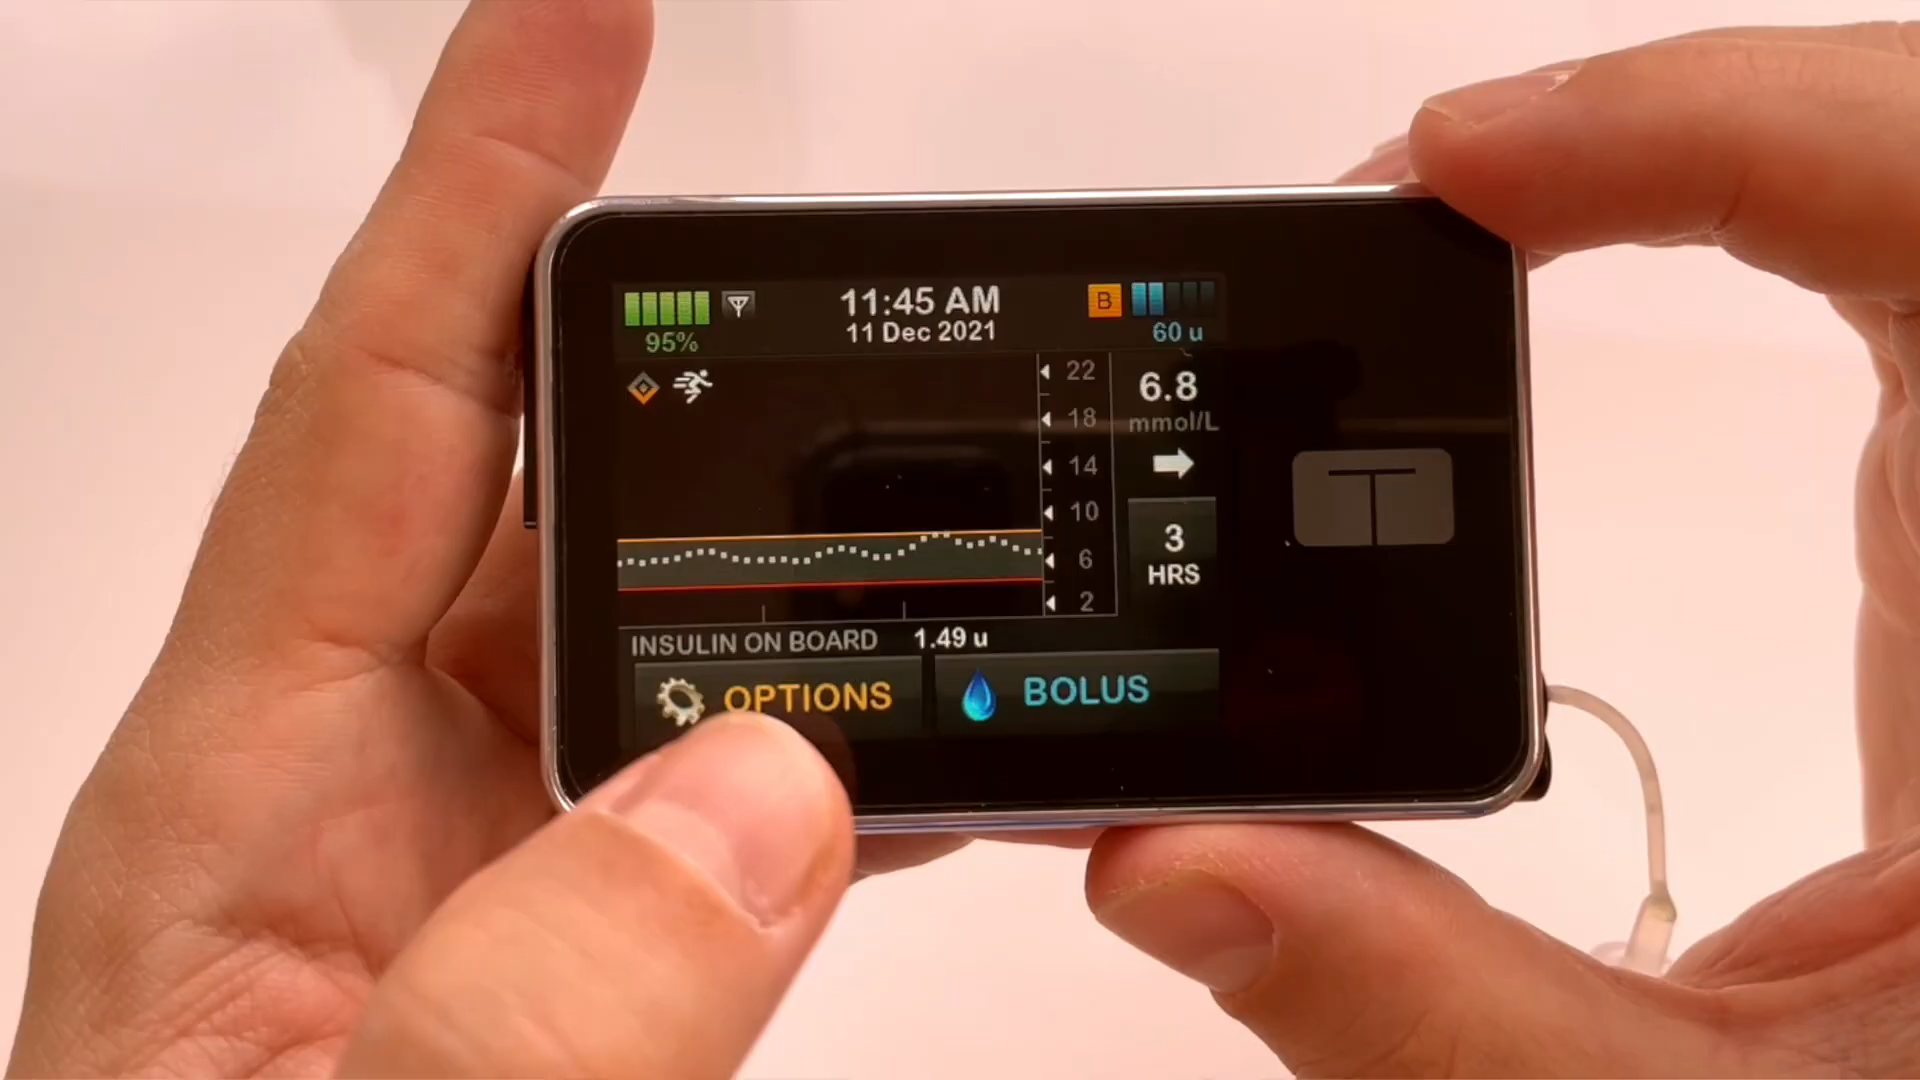 11:45 AM
95% 11 Dec 2021 B 60 u
22
6.8
18 mmol/L
14
10
3
6 HRS
2
INSULIN ON BOARD 1.49 u
OPTIONS BOLUS
T